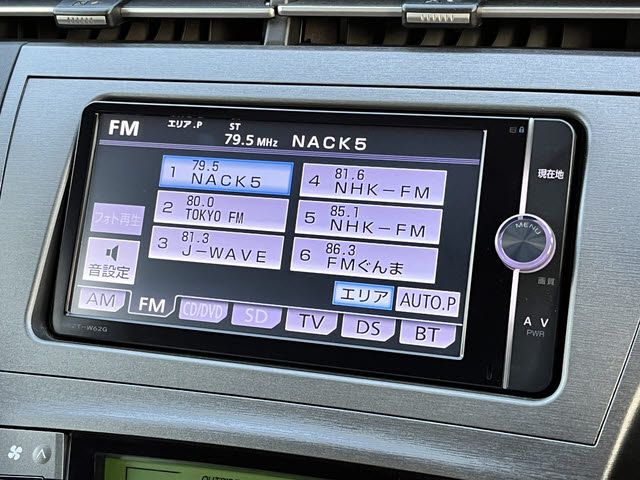 FM エリア.P ST 79.5 MHz NACK5
1 79.5 NACK5
4 81.6 NHK-FM
2 80.0 TOKYO FM
5 85.1 NHK-FM
3 81.3 J-WAVE
6 86.3 FMぐんま
フォト再生
音設定
エリア AUTO.P
AM FM CD/DVD SD TV DS BT
現在地
MENU
画質
∧ V
PWR